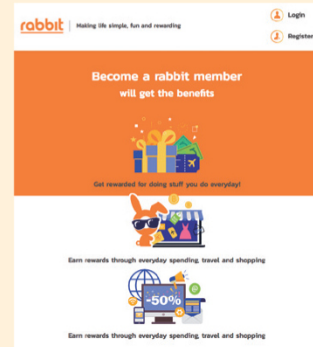 rabbit
Making life simple, fun and rewarding
Login
Register
Become a rabbit member
will get the benefits
Get rewarded for doing stuff you do everyday!
Earn rewards through everyday spending, travel and shopping
-50%
Earn rewards through everyday spending, travel and shopping